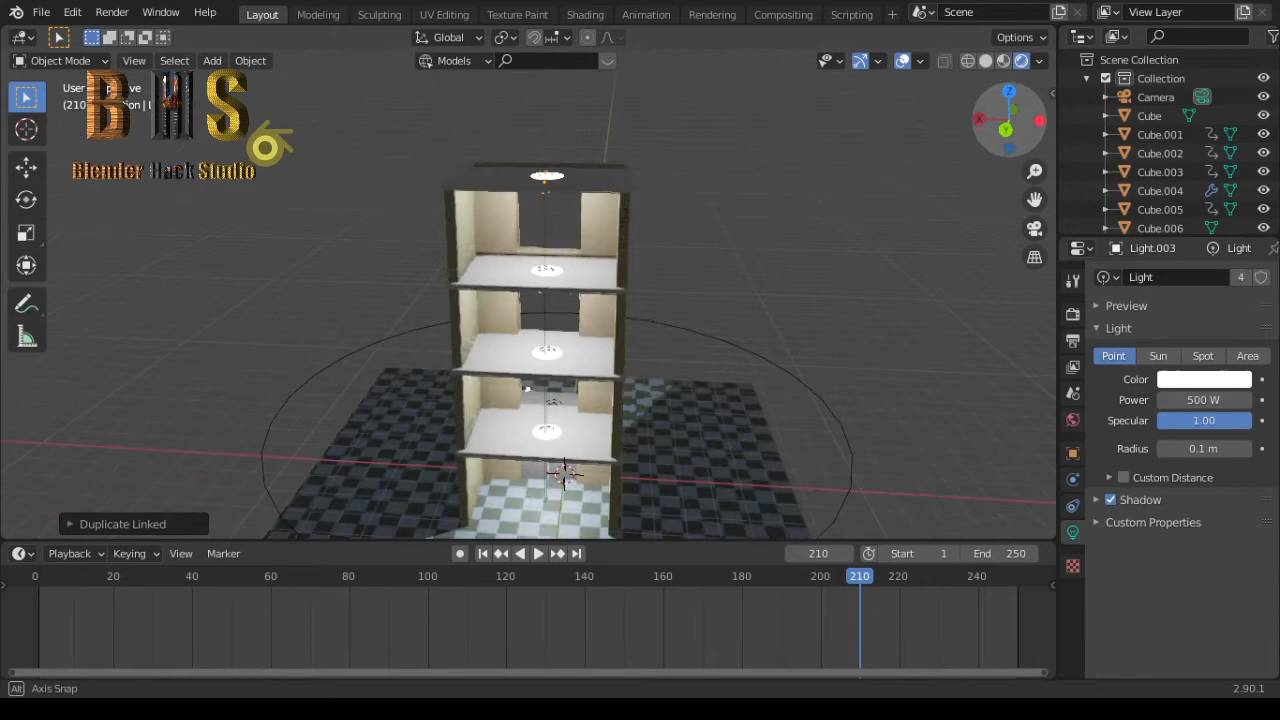 File Edit Render Window Help Layout Modeling Sculpting UV Editing Texture Paint Shading Animation Rendering Compositing Scripting + Scene View Layer
Global Options
Object Mode View Select Add Object Models
Scene Collection
Collection
Camera
Cube
Cube.001
Cube.002
Cube.003
Cube.004
Cube.005
Cube.006
BHS
Blender Hack Studio
(210
Z
X
Y
Light.003 Light
Light 4
Preview
Light
Point Sun Spot Area
Color
Power 500 W
Specular 1.00
Radius 0.1 m
Custom Distance
Shadow
Custom Properties
Duplicate Linked
Playback Keying View Marker 210 Start 1 End 250
0 20 40 60 80 100 120 140 160 180 200 210 220 240
Alt Axis Snap 2.90.1